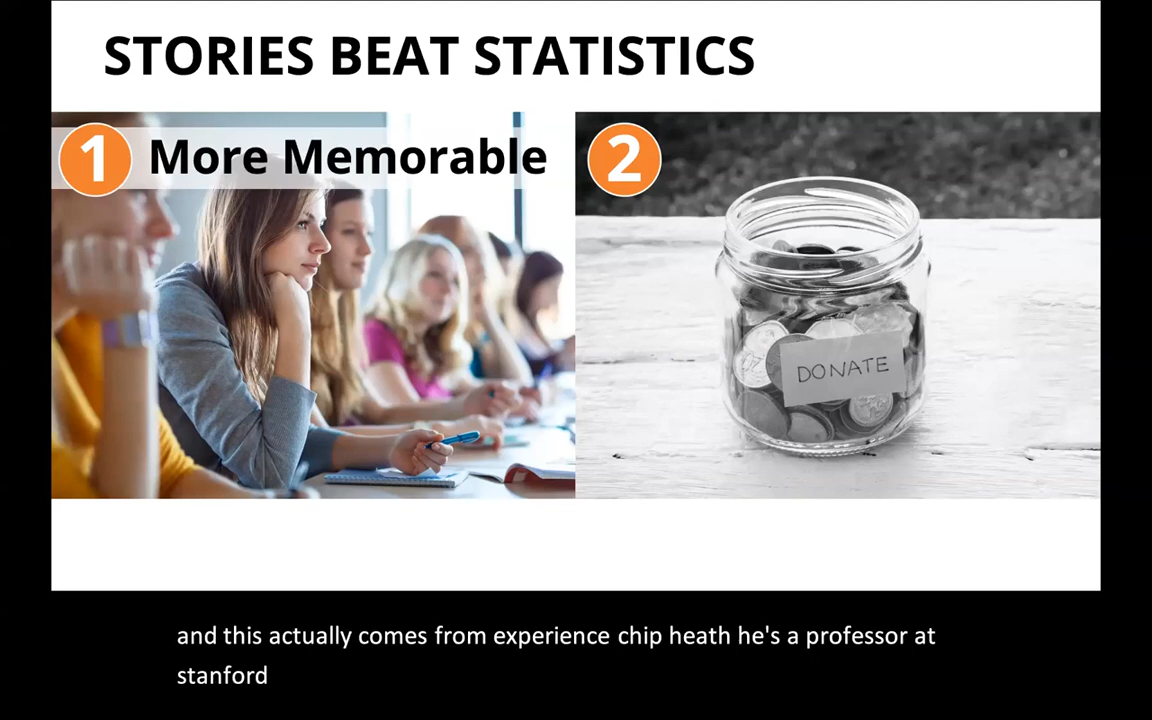 STORIES BEAT STATISTICS
1 More Memorable
2
DONATE
and this actually comes from experience chip heath he's a professor at
stanford